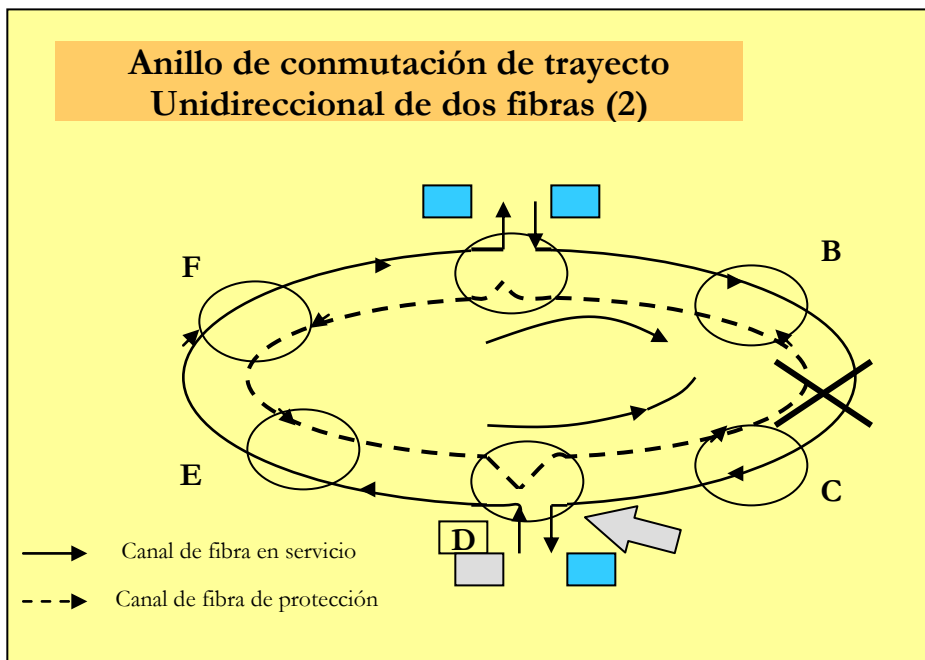 Anillo de conmutación de trayecto
Unidireccional de dos fibras (2)
F
B
E
C
D
Canal de fibra en servicio
Canal de fibra de protección